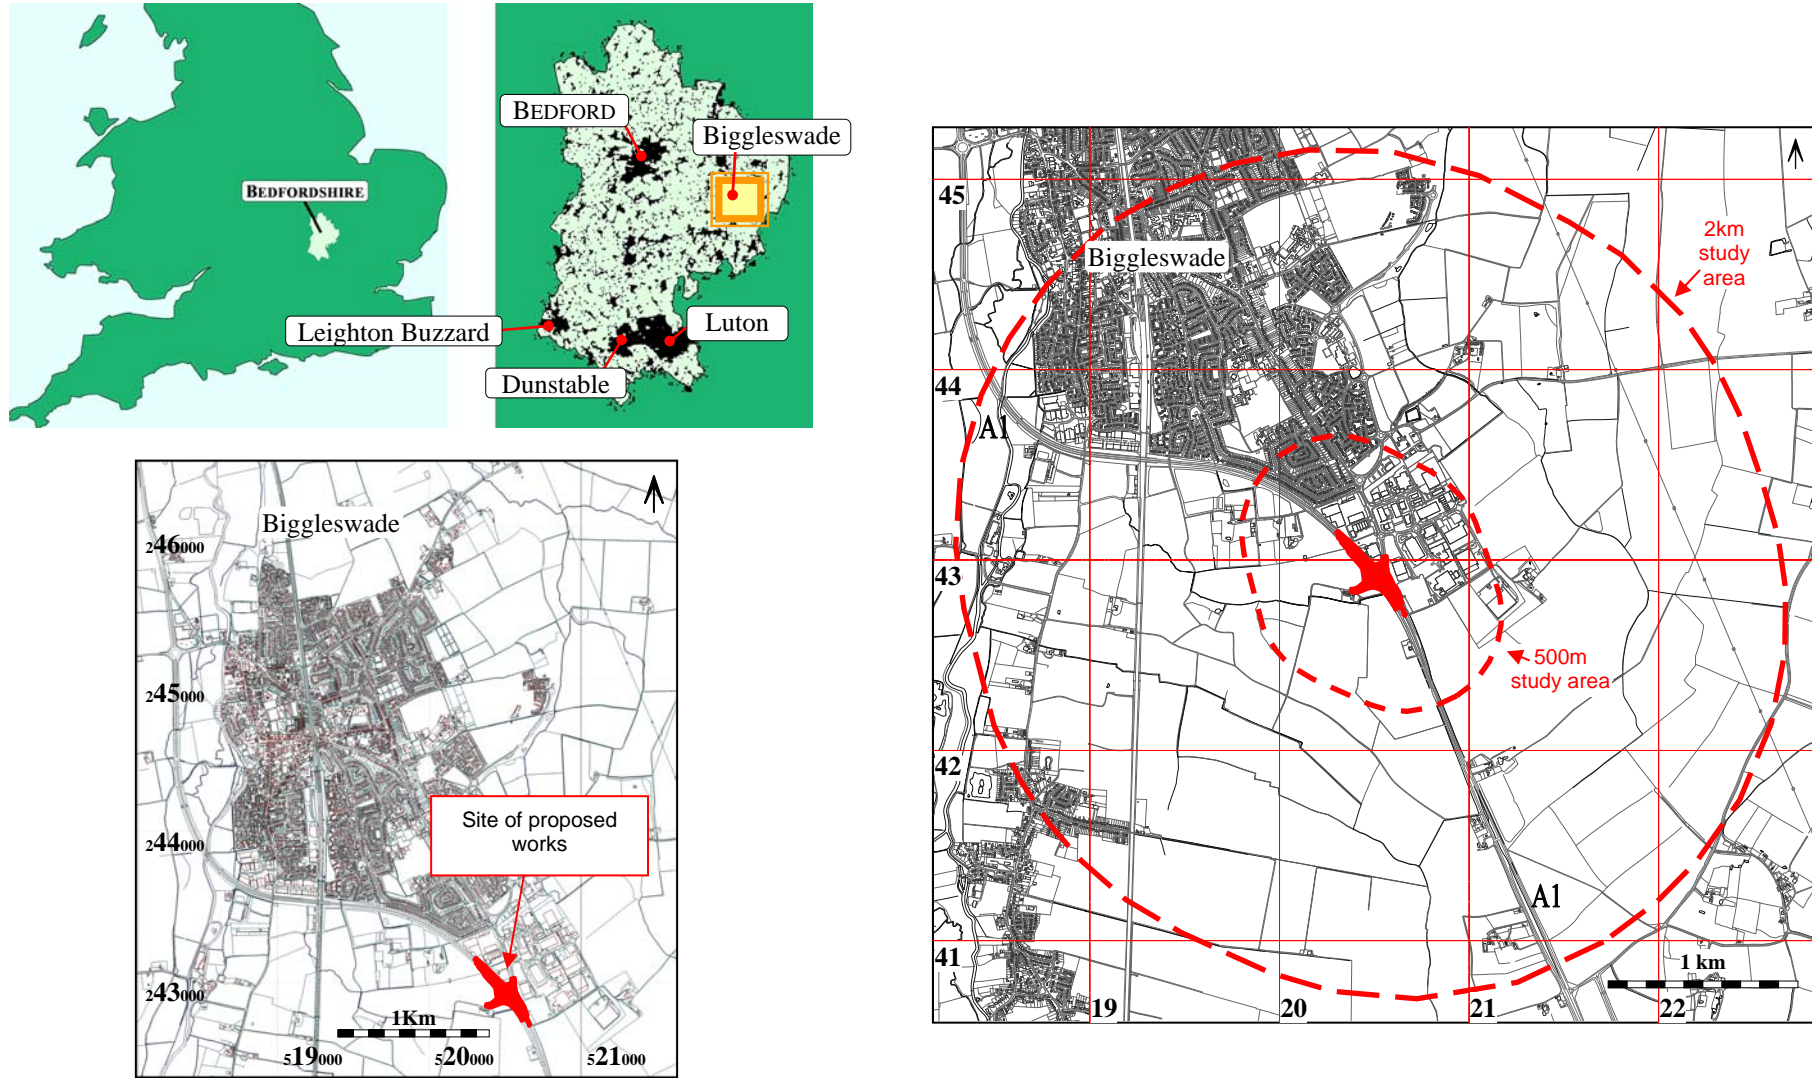 BEDFORDSHIRE
BEDFORD
Biggleswade
Leighton Buzzard
Luton
Dunstable
Biggleswade
246000
245000
244000
243000
Site of proposed
works
1Km
519000
520000
521000
45
44
43
42
41
Biggleswade
A1
2km
study
area
500m
study area
A1
1 km
19
20
21
22